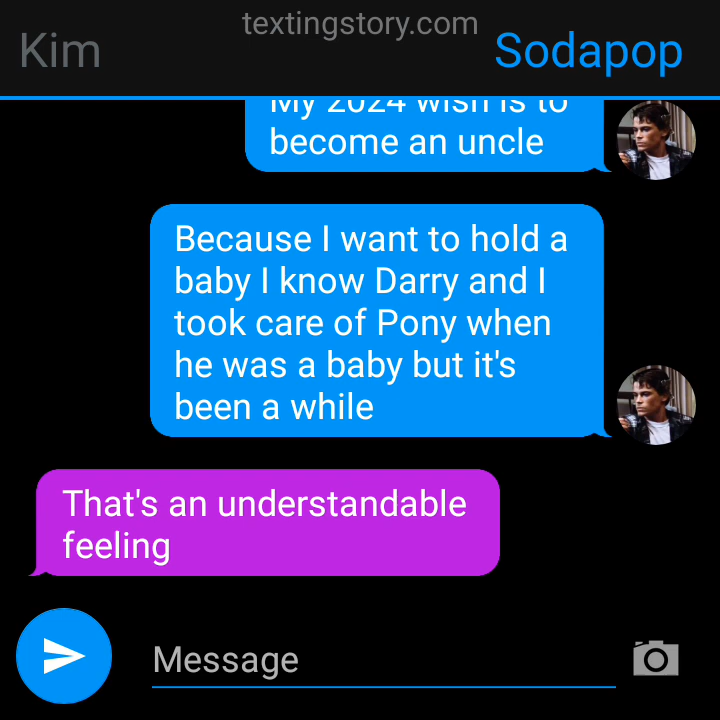 textingstory.com
Kim
Sodapop
My 2024 wish is to
become an uncle
Because I want to hold a
baby I know Darry and I
took care of Pony when
he was a baby but it's
been a while
That's an understandable
feeling
Message